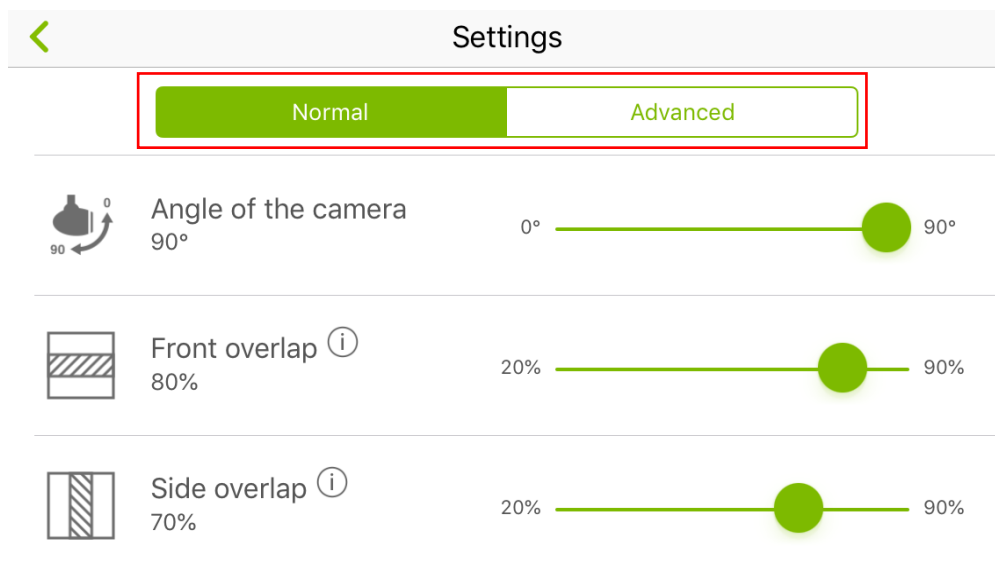 Settings
Normal Advanced
0
90
Angle of the camera
90°
0° 90°
Front overlap i
80%
20% 90%
Side overlap i
70%
20% 90%